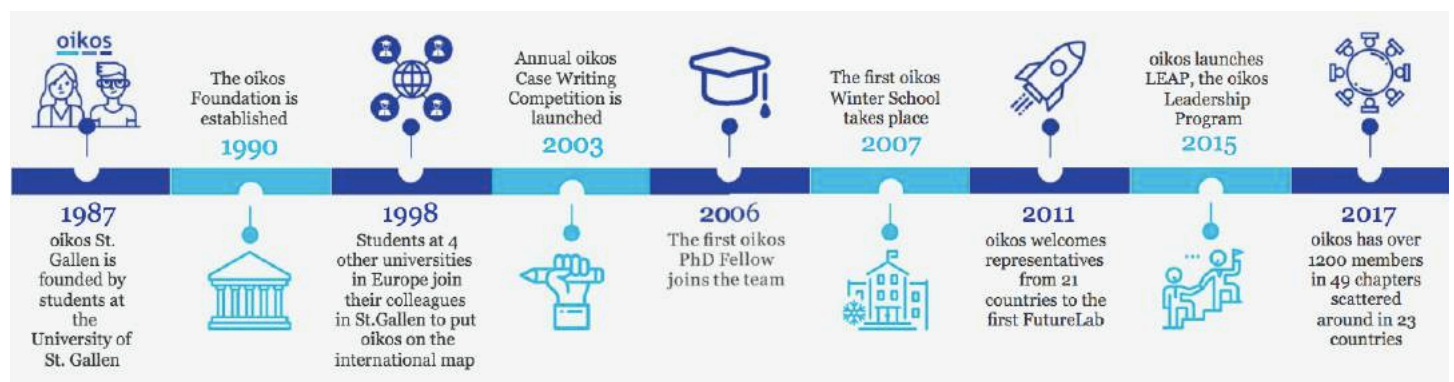 oikos
1987
oikos St.
Gallen is
founded by
students at
the
University of
St. Gallen
The oikos
Foundation is
established
1990
1998
Students at 4
other universities
in Europe join
their colleagues
in St.Gallen to put
oikos on the
international map
Annual oikos
Case Writing
Competition is
launched
2003
2006
The first oikos
PhD Fellow
joins the team
The first oikos
Winter School
takes place
2007
2011
oikos welcomes
representatives
from 21
countries to the
first FutureLab
oikos launches
LEAP, the oikos
Leadership
Program
2015
2017
oikos has over
1200 members
in 49 chapters
scattered
around in 23
countries